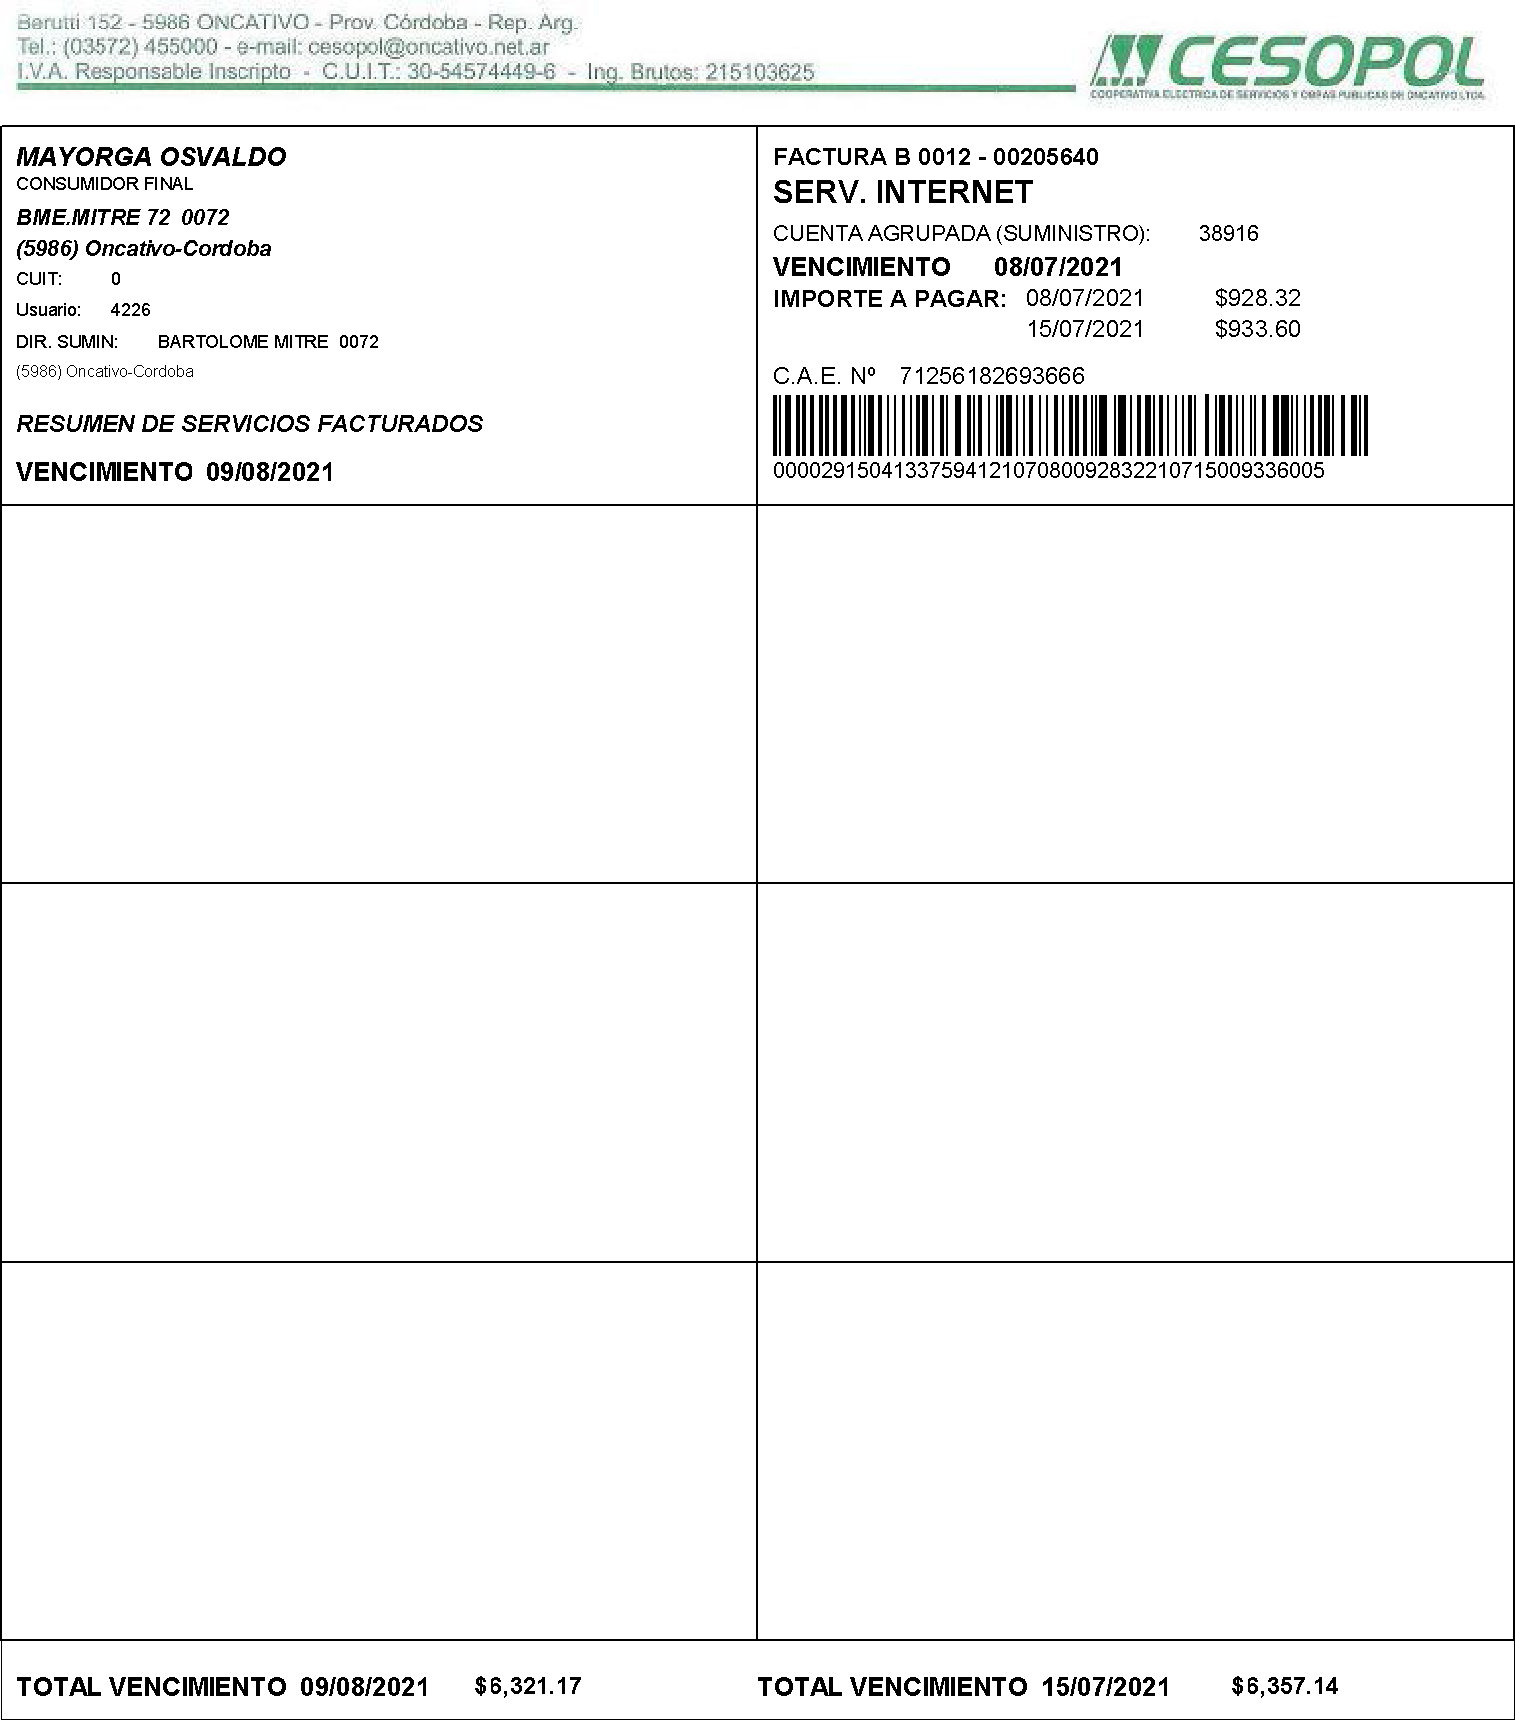 Berutti 152 - 5986 ONCATIVO - Prov. Córdoba - Rep. Arg.
Tel.: (03572) 455000 - e-mail: cesopol@oncativo.net.ar
I.V.A. Responsable Inscripto - C.U.I.T.: 30-54574449-6 - Ing. Brutos: 215103625
CESOPOL
COOPERATIVA ELECTRICA DE SERVICIOS Y OBRAS PUBLICAS DE ONCATIVO LTDA.
MAYORGA OSVALDO
CONSUMIDOR FINAL
BME.MITRE 72 0072
(5986) Oncativo-Cordoba
CUIT: 0
Usuario: 4226
DIR. SUMIN: BARTOLOME MITRE 0072
(5986) Oncativo-Cordoba
RESUMEN DE SERVICIOS FACTURADOS
VENCIMIENTO 09/08/2021
FACTURA B 0012 - 00205640
SERV. INTERNET
CUENTA AGRUPADA (SUMINISTRO): 38916
VENCIMIENTO 08/07/2021
IMPORTE A PAGAR: 08/07/2021 $928.32
15/07/2021 $933.60
C.A.E. Nº 71256182693666
0000291504133759412107080092832210715009336005
TOTAL VENCIMIENTO 09/08/2021 $6,321.17
TOTAL VENCIMIENTO 15/07/2021 $6,357.14